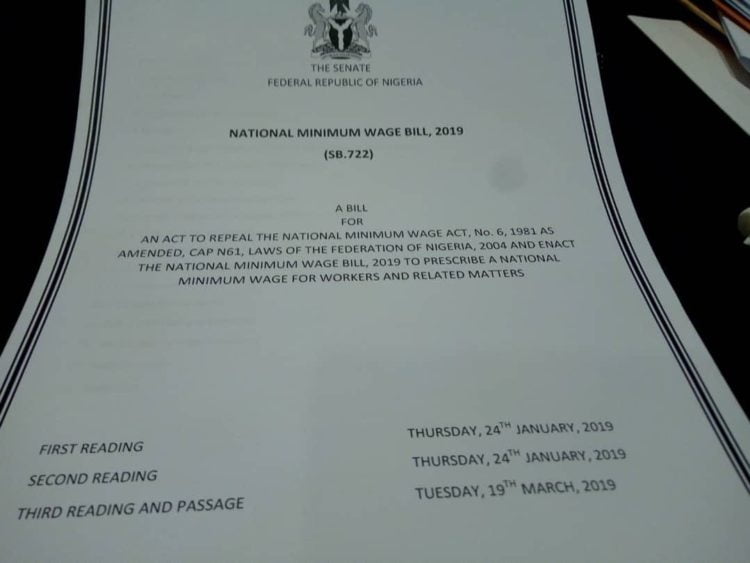 THE SENATE
FEDERAL REPUBLIC OF NIGERIA
NATIONAL MINIMUM WAGE BILL, 2019
(SB.722)
A BILL
FOR
AN ACT TO REPEAL THE NATIONAL MINIMUM WAGE ACT, No. 6, 1981 AS
AMENDED, CAP N61, LAWS OF THE FEDERATION OF NIGERIA, 2004 AND ENACT
THE NATIONAL MINIMUM WAGE BILL, 2019 TO PRESCRIBE A NATIONAL
MINIMUM WAGE FOR WORKERS AND RELATED MATTERS
FIRST READING THURSDAY, 24TH JANUARY, 2019
SECOND READING THURSDAY, 24TH JANUARY, 2019
THIRD READING AND PASSAGE TUESDAY, 19TH MARCH, 2019